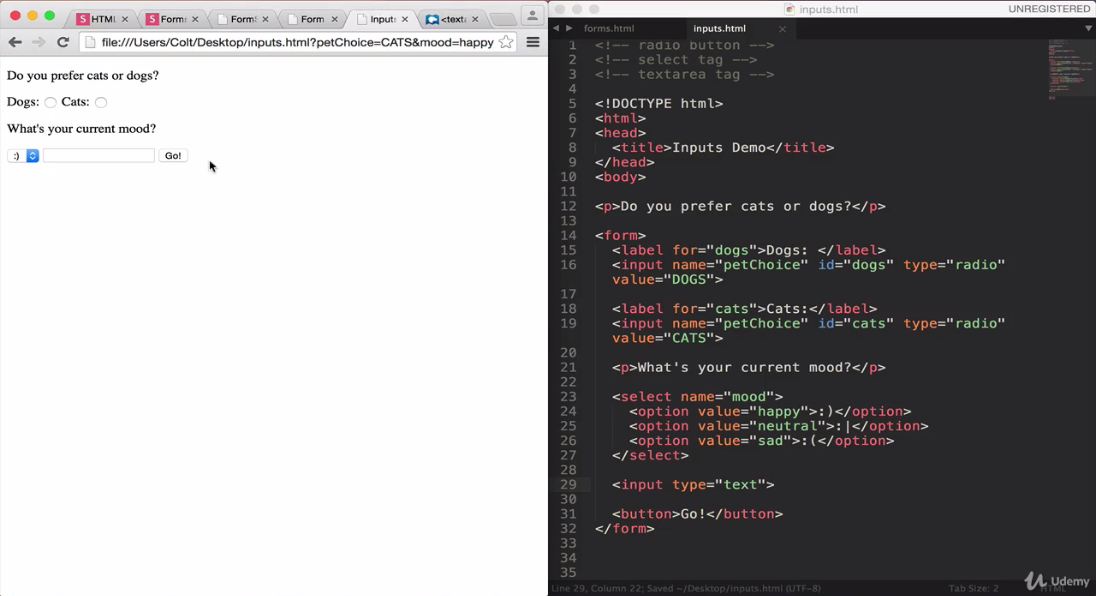 HTML
Form:
Form:
Form
Inputs
<texta
file:///Users/Colt/Desktop/inputs.html?petChoice=CATS&mood=happy
Do you prefer cats or dogs?
Dogs: Cats:
What's your current mood?
:) Go!
inputs.html UNREGISTERED
forms.html inputs.html
1 <!-- radio button -->
2 <!-- select tag -->
3 <!-- textarea tag -->
4
5 <!DOCTYPE html>
6 <html>
7 <head>
8 <title>Inputs Demo</title>
9 </head>
10 <body>
11
12 <p>Do you prefer cats or dogs?</p>
13
14 <form>
15 <label for="dogs">Dogs: </label>
16 <input name="petChoice" id="dogs" type="radio"
value="DOGS">
17
18 <label for="cats">Cats:</label>
19 <input name="petChoice" id="cats" type="radio"
value="CATS">
20
21 <p>What's your current mood?</p>
22
23 <select name="mood">
24 <option value="happy">:)</option>
25 <option value="neutral">:|</option>
26 <option value="sad">:(</option>
27 </select>
28
29 <input type="text">
30
31 <button>Go!</button>
32 </form>
33
34
35
Line 29, Column 22; Saved ~/Desktop/inputs.html (UTF-8) Tab Size: 2 HTML
Udemy